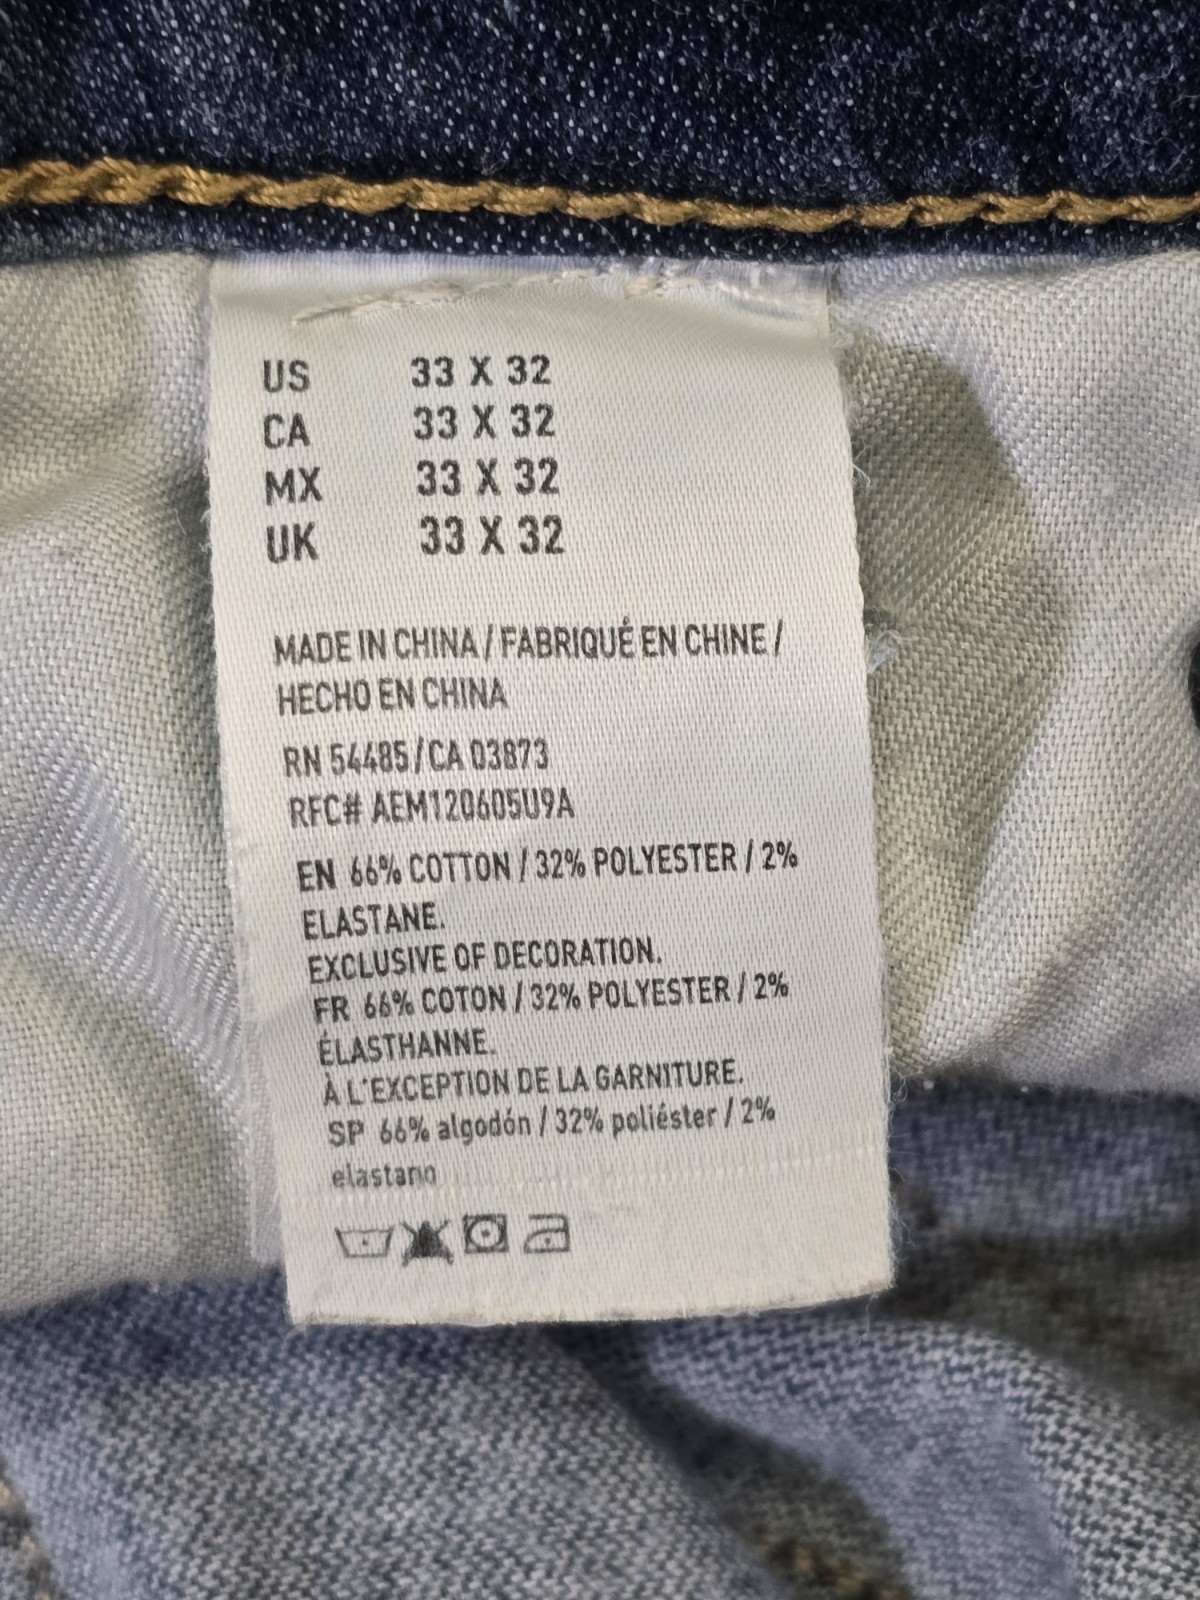 US 33 X 32
CA 33 X 32
MX 33 X 32
UK 33 X 32
MADE IN CHINA / FABRIQUÉ EN CHINE /
HECHO EN CHINA
RN 54485 / CA 03873
RFC# AEM120605U9A
EN 66% COTTON / 32% POLYESTER / 2%
ELASTANE.
EXCLUSIVE OF DECORATION.
FR 66% COTON / 32% POLYESTER / 2%
ÉLASTHANNE.
À L'EXCEPTION DE LA GARNITURE.
SP 66% algodón / 32% poliéster / 2%
elastano